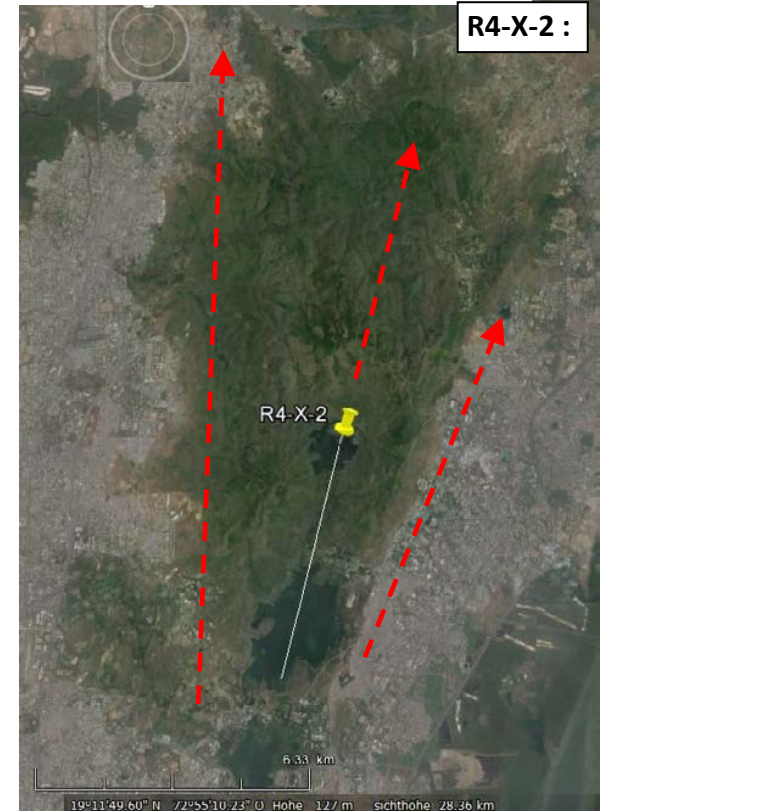 R4-X-2 :
R4-X-2
6.33 km
19°11'49.60" N 72°55'10.23" O Höhe 127 m sichthöhe 28.36 km